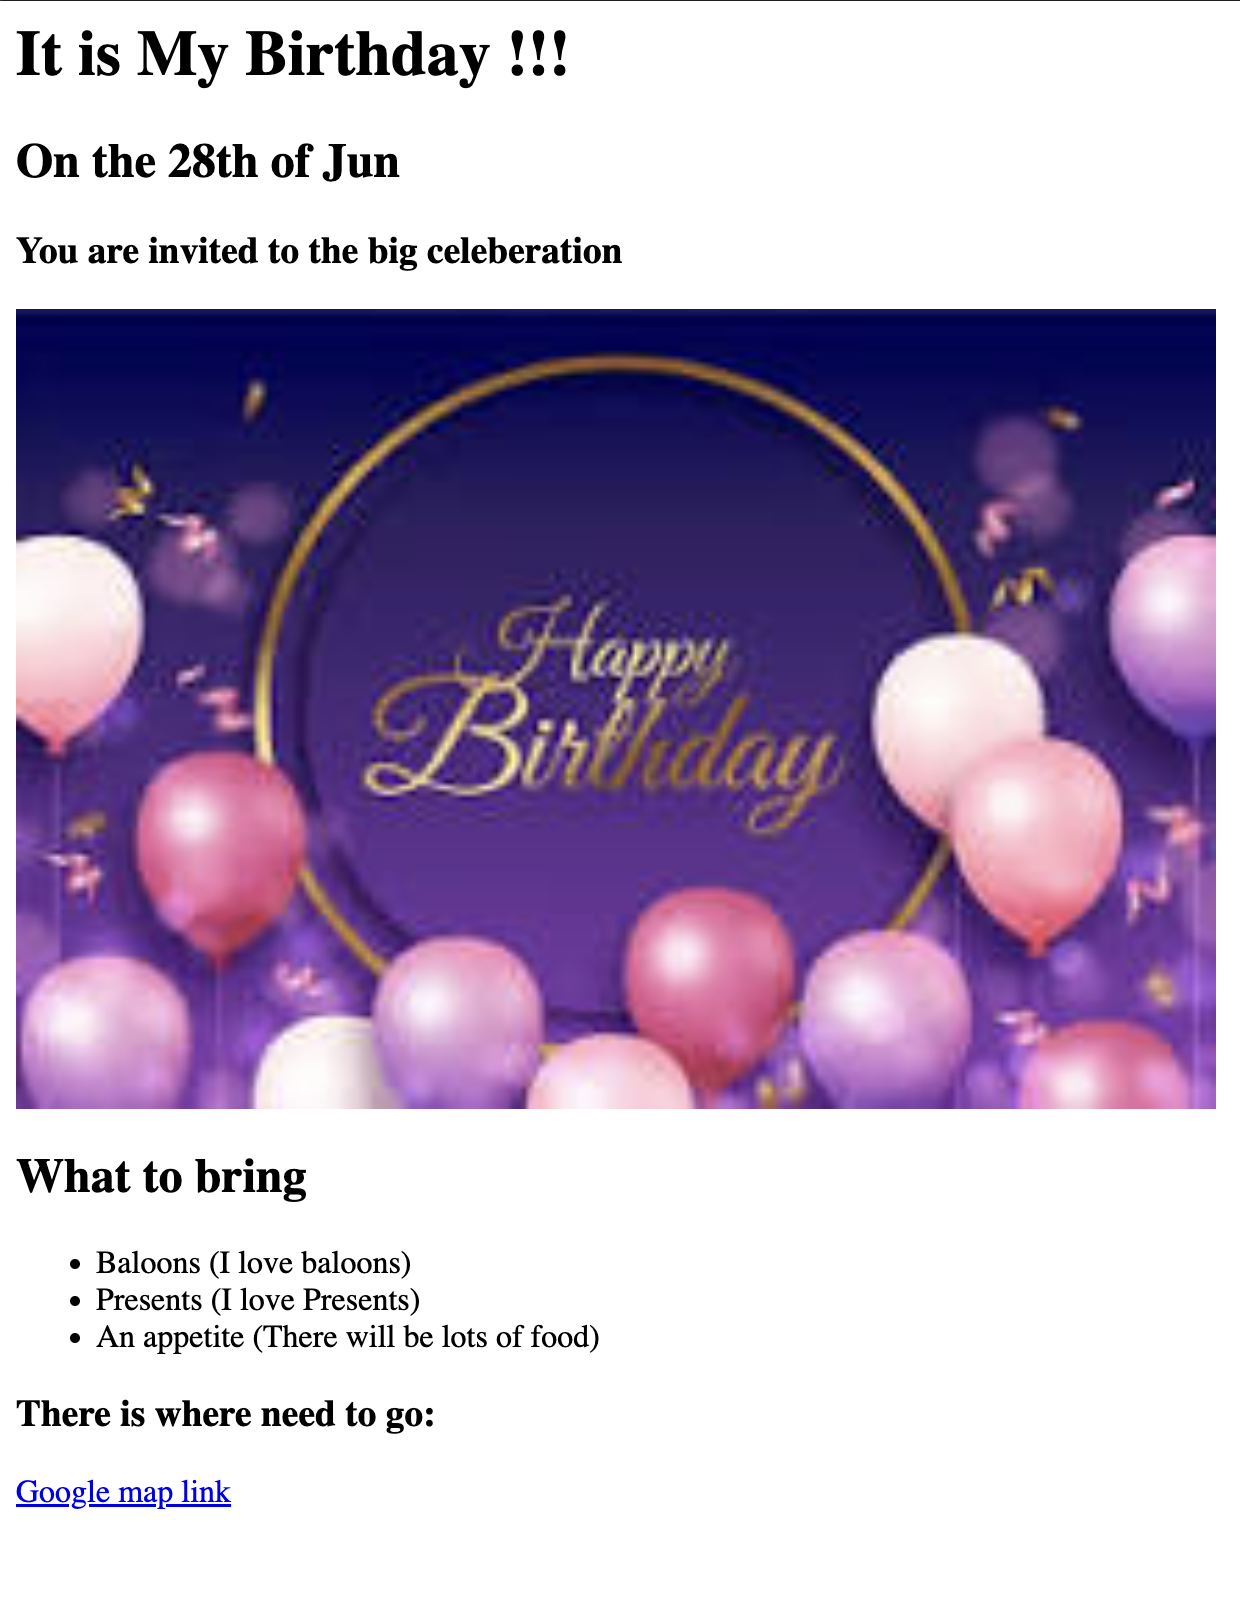 It is My Birthday !!!
On the 28th of Jun
You are invited to the big celeberation
Happy
Birthday
What to bring
Baloons (I love baloons)
Presents (I love Presents)
An appetite (There will be lots of food)
There is where need to go:
Google map link